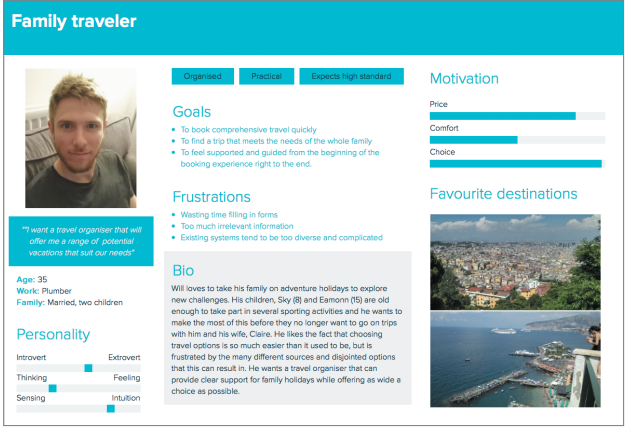 Family traveler
""I want a travel organiser that will
offer me a range of  potential
vacations that suit our needs"
Age: 35
Work: Plumber
Family: Married, two children
Personality
Introvert Extrovert
Thinking Feeling
Sensing Intuition
Organised
Practical
Expects high standard
Goals
• To book comprehensive travel quickly
• To find a trip that meets the needs of the whole family
• To feel supported and guided from the beginning of the
booking experience right to the end.
Frustrations
• Wasting time filling in forms
• Too much irrelevant information
• Existing systems tend to be too diverse and complicated
Bio
Will loves to take his family on adventure holidays to explore
new challenges. His children, Sky (8) and Eamonn (15) are old
enough to take part in several sporting activities and he wants to
make the most of this before they no longer want to go on trips
with him and his wife, Claire. He likes the fact that choosing
travel options is so much easier than it used to be, but is
frustrated by the many different sources and disjointed options
that this can result in. He wants a travel organiser that can
provide clear support for family holidays while offering as wide a
choice as possible.
Motivation
Price
Comfort
Choice
Favourite destinations